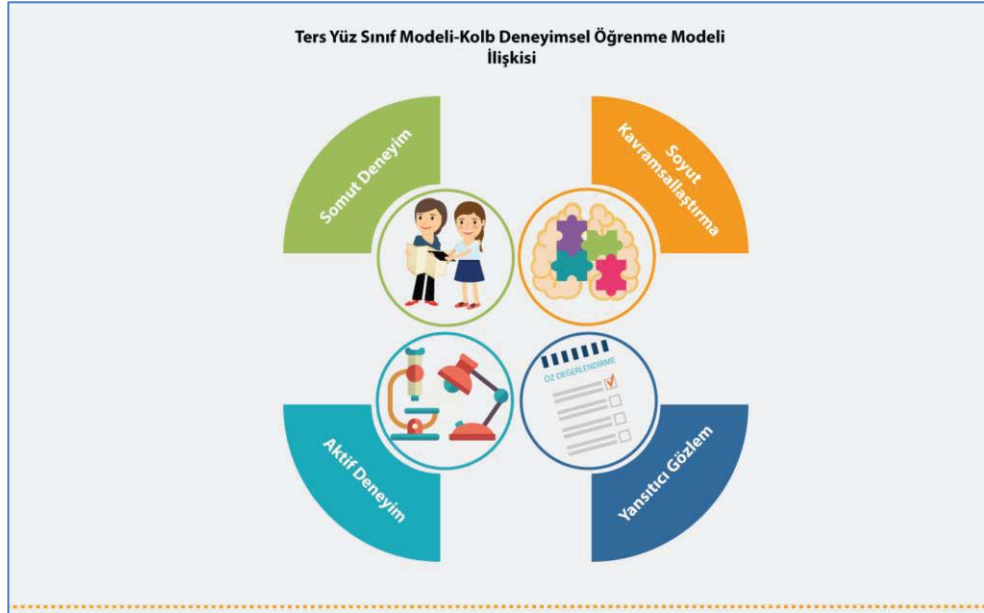 Ters Yüz Sınıf Modeli-Kolb Deneyimsel Öğrenme Modeli
İlişkisi
Somut Deneyim
Soyut
Kavramsallaştırma
ÖZ DEĞERLENDİRME
Aktif Deneyim
Yansıtıcı Gözlem